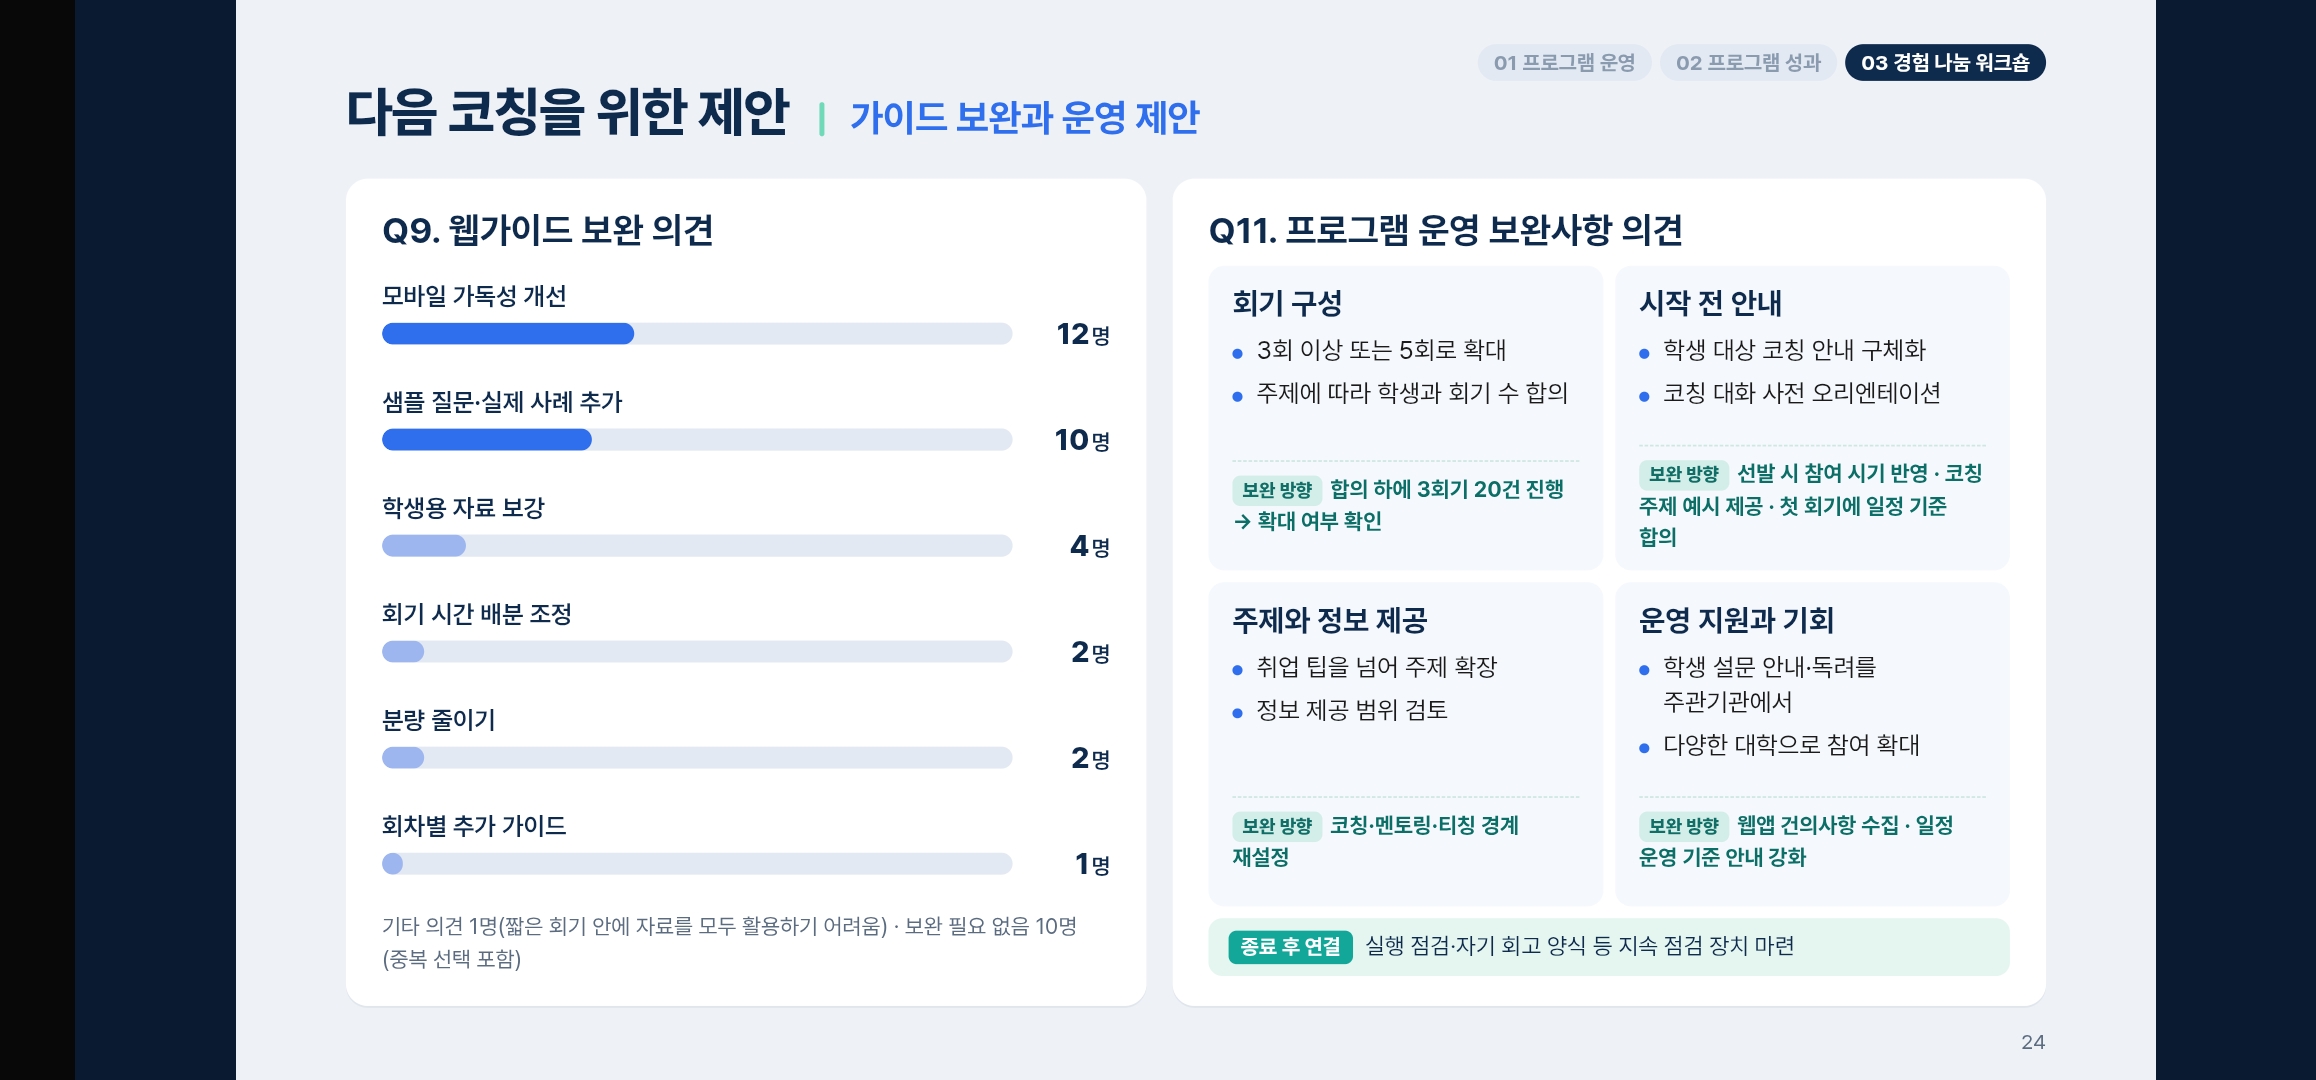 01 프로그램 운영
02 프로그램 성과
03 경험 나눔 워크숍
다음 코칭을 위한 제안 | 가이드 보완과 운영 제안
Q9. 웹가이드 보완 의견
모바일 가독성 개선
12명
샘플 질문·실제 사례 추가
10명
학생용 자료 보강
4명
회기 시간 배분 조정
2명
분량 줄이기
2명
회차별 추가 가이드
1명
기타 의견 1명(짧은 회기 안에 자료를 모두 활용하기 어려움) · 보완 필요 없음 10명
(중복 선택 포함)
Q11. 프로그램 운영 보완사항 의견
회기 구성
3회 이상 또는 5회로 확대
주제에 따라 학생과 회기 수 합의
보완 방향 합의 하에 3회기 20건 진행
→ 확대 여부 확인
시작 전 안내
학생 대상 코칭 안내 구체화
코칭 대화 사전 오리엔테이션
보완 방향 선발 시 참여 시기 반영 · 코칭
주제 예시 제공 · 첫 회기에 일정 기준
합의
주제와 정보 제공
취업 팁을 넘어 주제 확장
정보 제공 범위 검토
보완 방향 코칭·멘토링·티칭 경계
재설정
운영 지원과 기회
학생 설문 안내·독려를
주관기관에서
다양한 대학으로 참여 확대
보완 방향 웹앱 건의사항 수집 · 일정
운영 기준 안내 강화
종료 후 연결 실행 점검·자기 회고 양식 등 지속 점검 장치 마련
24